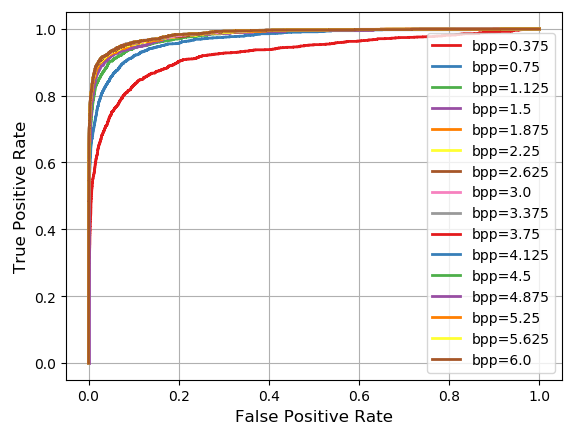 1.0
0.8
0.6
0.4
0.2
0.0
True Positive Rate
0.0 0.2 0.4 0.6 0.8 1.0
False Positive Rate
bpp=0.375
bpp=0.75
bpp=1.125
bpp=1.5
bpp=1.875
bpp=2.25
bpp=2.625
bpp=3.0
bpp=3.375
bpp=3.75
bpp=4.125
bpp=4.5
bpp=4.875
bpp=5.25
bpp=5.625
bpp=6.0